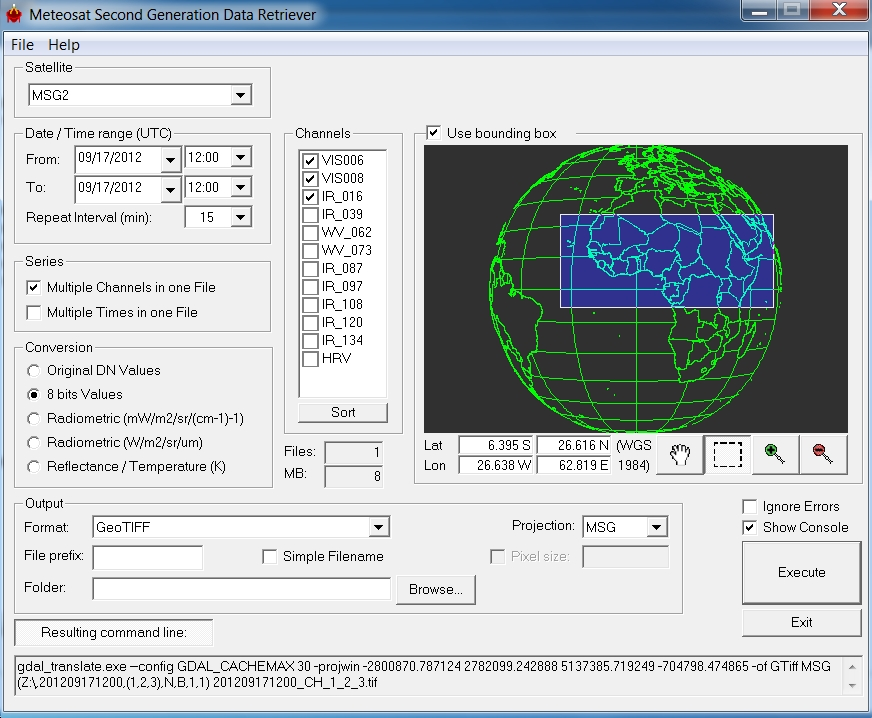 Meteosat Second Generation Data Retriever
File Help
Satellite
MSG2
Date / Time range (UTC)
From: 09/17/2012 12:00
To: 09/17/2012 12:00
Repeat Interval (min): 15
Series
Multiple Channels in one File
Multiple Times in one File
Conversion
Original DN Values
8 bits Values
Radiometric (mW/m2/sr/(cm-1)-1)
Radiometric (W/m2/sr/um)
Reflectance / Temperature (K)
Channels
VIS006
VIS008
IR_016
IR_039
WV_062
WV_073
IR_087
IR_097
IR_108
IR_120
IR_134
HRV
Sort
Files: 1
MB: 8
Use bounding box
Lat 6.395 S 26.616 N (WGS
Lon 26.638 W 62.819 E 1984)
Output
Format: GeoTIFF
Projection: MSG
File prefix:
Simple Filename
Pixel size:
Folder:
Browse...
Ignore Errors
Show Console
Execute
Exit
Resulting command line:
gdal_translate.exe --config GDAL_CACHEMAX 30 -projwin -2800870.787124 2782099.242888 5137385.719249 -704798.474865 -of GTiff MSG
(Z:\,201209171200,(1,2,3),N,B,1,1) 201209171200_CH_1_2_3.tif